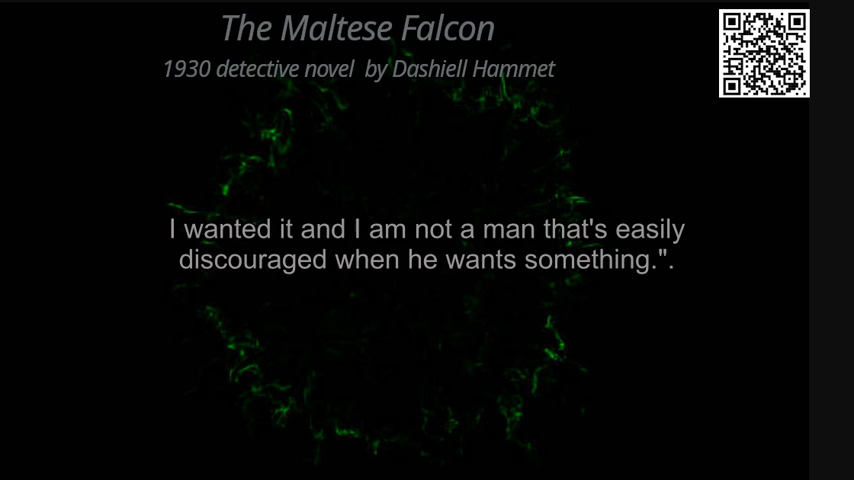 The Maltese Falcon
1930 detective novel by Dashiell Hammet
I wanted it and I am not a man that's easily
discouraged when he wants something.".